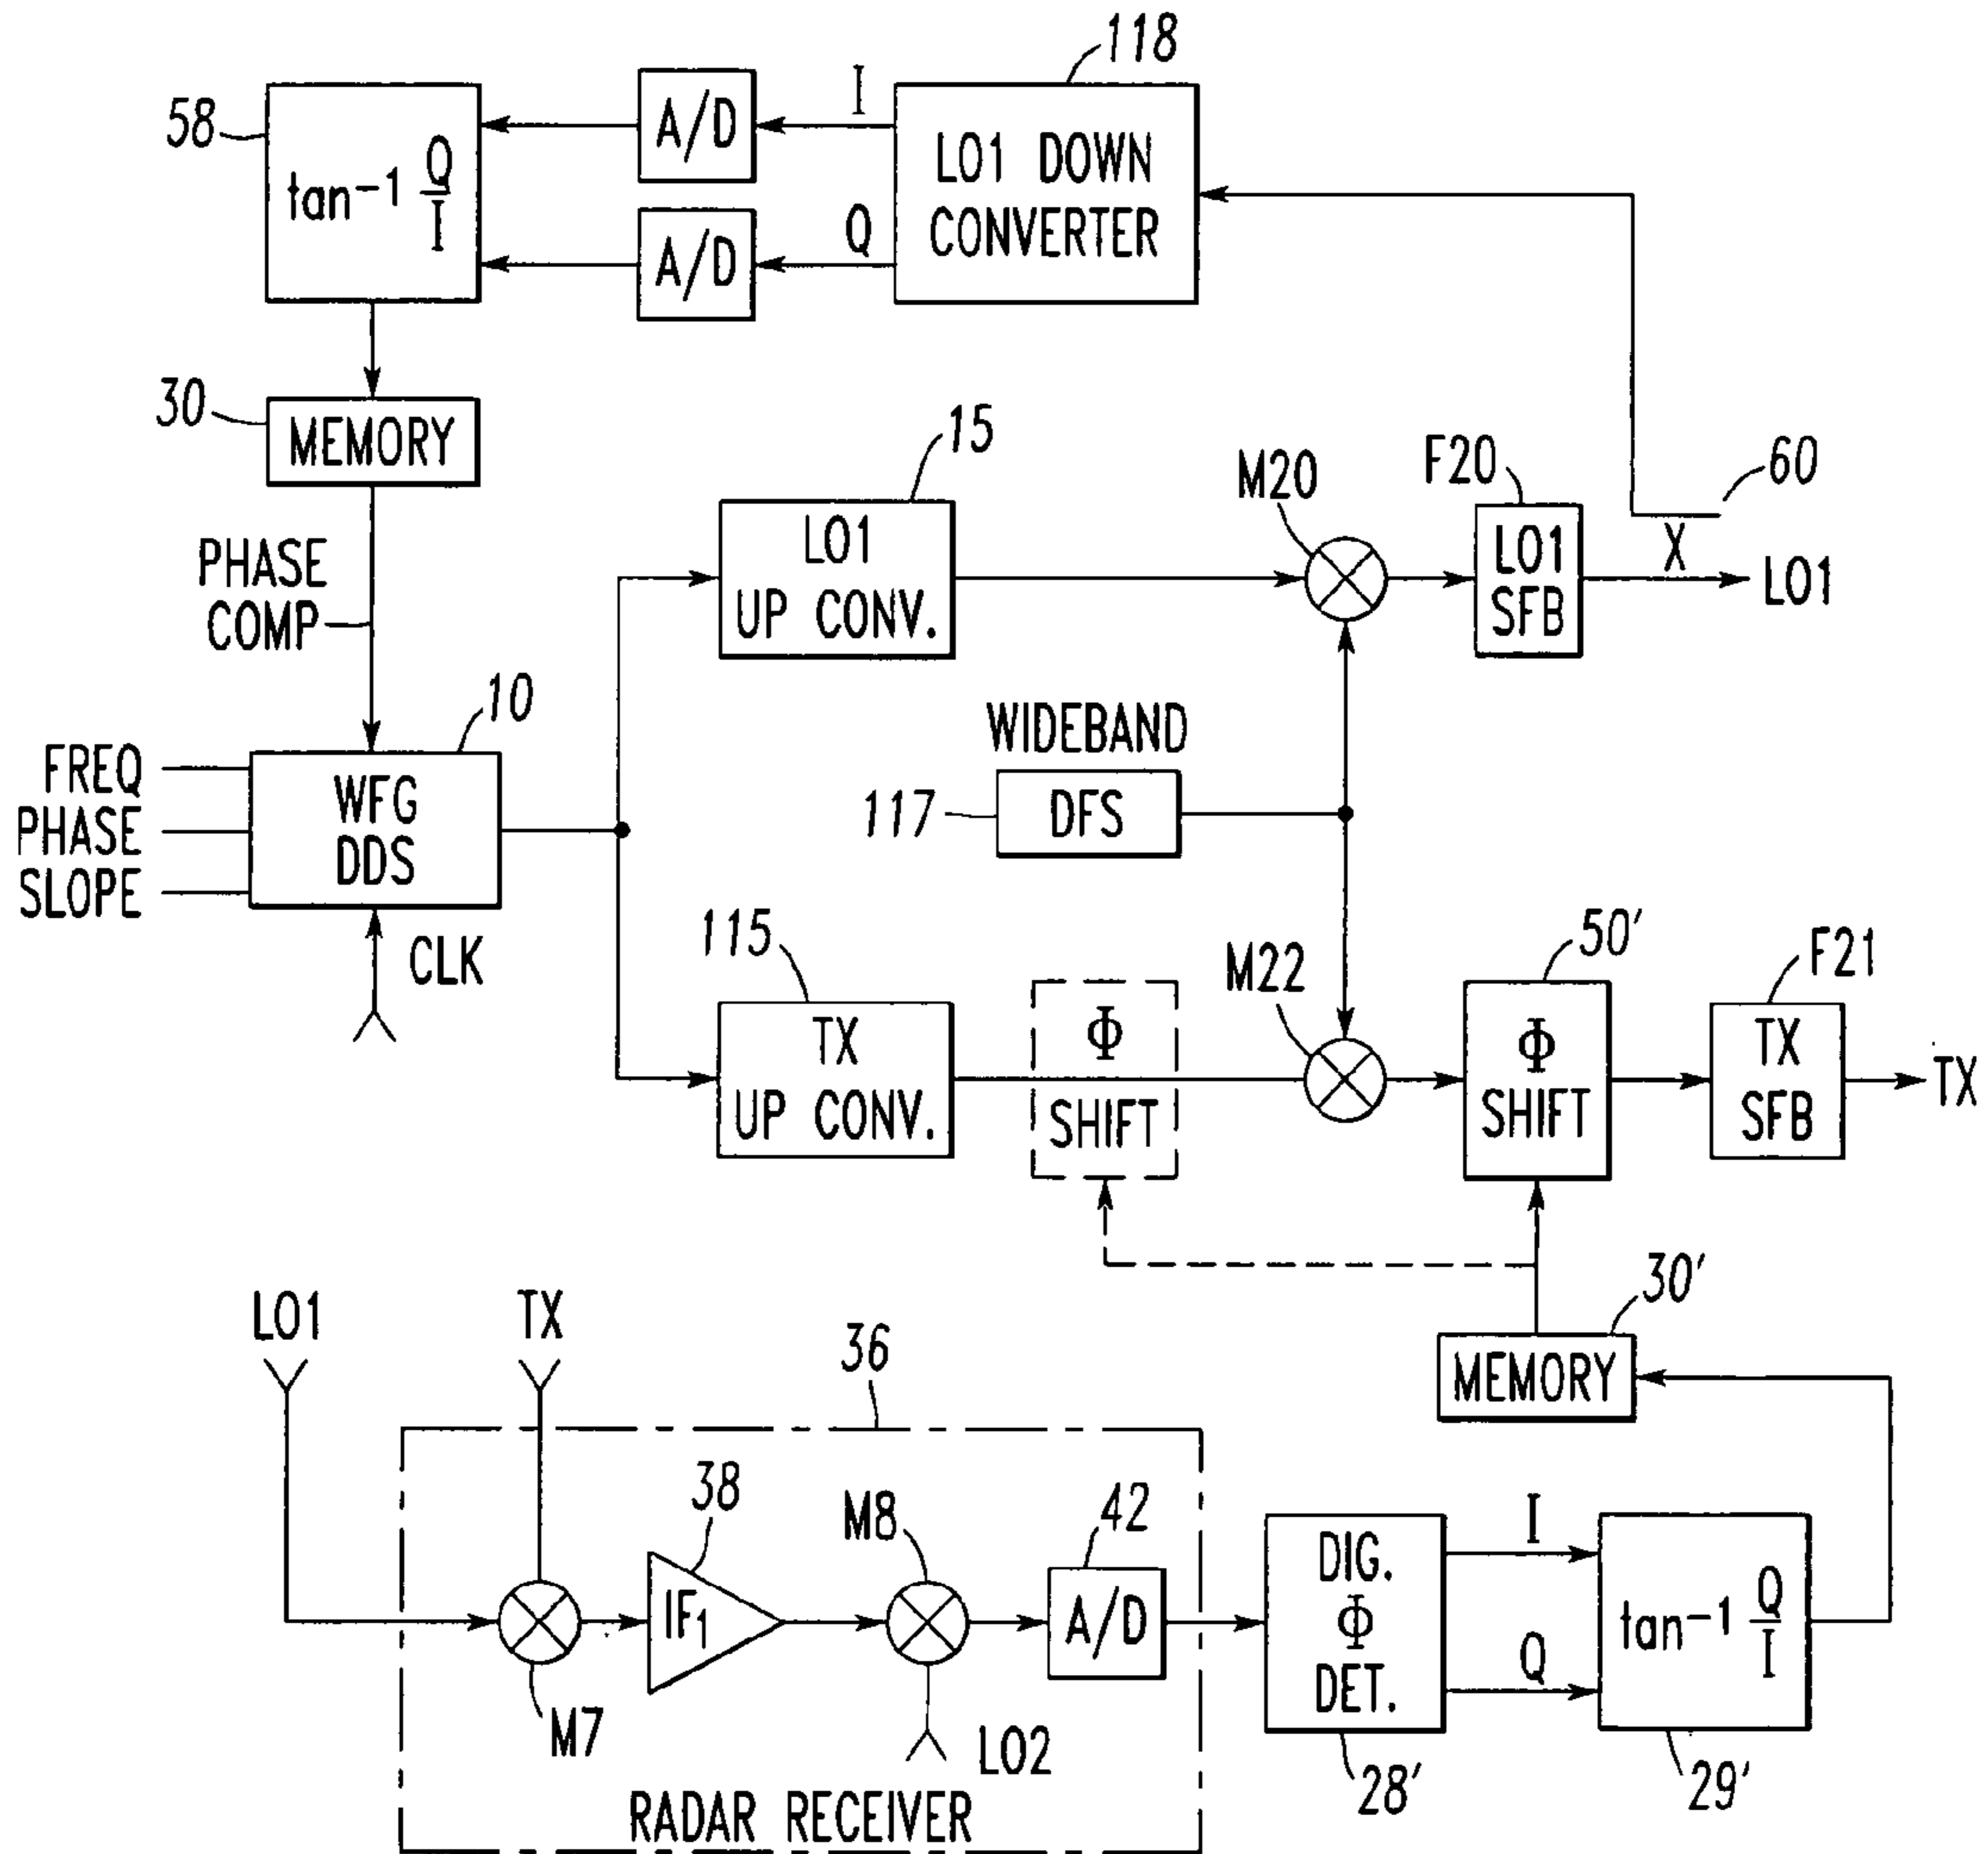 118
58
tan⁻¹ Q/I
A/D
I
LO1 DOWN
CONVERTER
A/D
Q
30
MEMORY
PHASE
COMP
15
LO1
UP CONV.
M20
F20
LO1
SFB
60
X
LO1
10
FREQ
PHASE
SLOPE
WFG
DDS
CLK
WIDEBAND
117
DFS
115
TX
UP CONV.
Φ
SHIFT
M22
50'
Φ
SHIFT
F21
TX
SFB
TX
30'
MEMORY
LO1
TX
36
38
IF₁
M7
M8
LO2
42
A/D
RADAR RECEIVER
DIG.
Φ
DET.
28'
I
Q
tan⁻¹ Q/I
29'